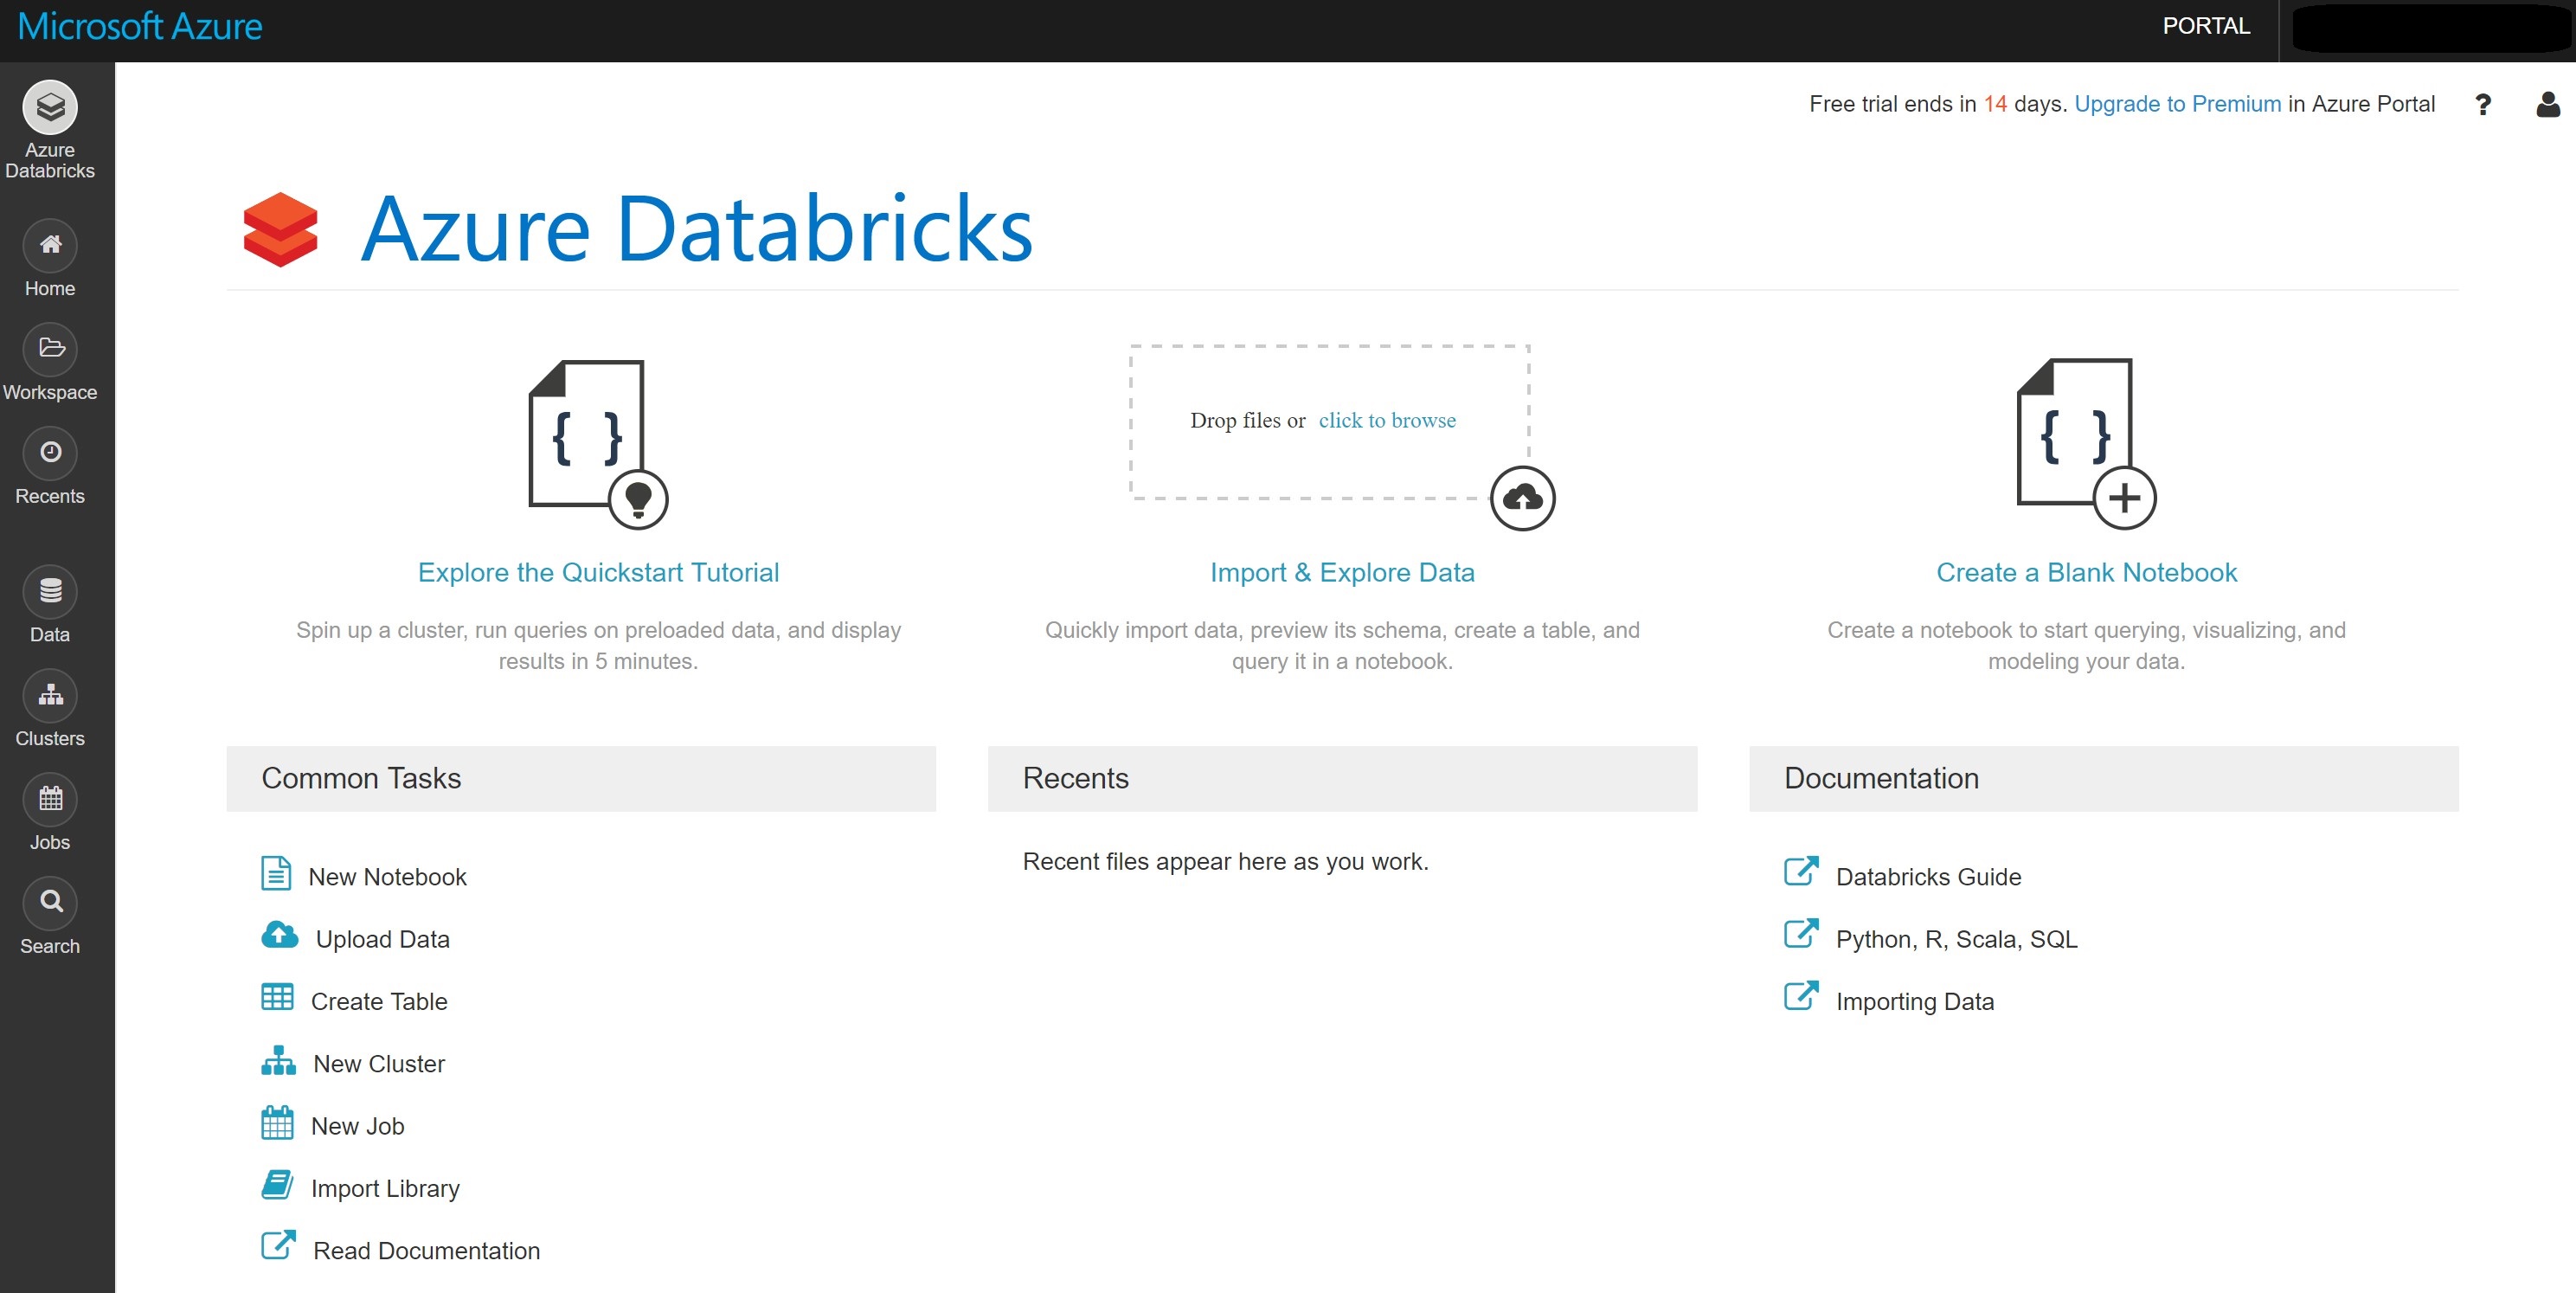 Microsoft Azure
PORTAL
Azure
Databricks
Home
Workspace
Recents
Data
Clusters
Jobs
Search
Free trial ends in 14 days. Upgrade to Premium in Azure Portal ?
Azure Databricks
{ }
Explore the Quickstart Tutorial
Spin up a cluster, run queries on preloaded data, and display
results in 5 minutes.
Drop files or click to browse
Import & Explore Data
Quickly import data, preview its schema, create a table, and
query it in a notebook.
{ }
Create a Blank Notebook
Create a notebook to start querying, visualizing, and
modeling your data.
Common Tasks
New Notebook
Upload Data
Create Table
New Cluster
New Job
Import Library
Read Documentation
Recents
Recent files appear here as you work.
Documentation
Databricks Guide
Python, R, Scala, SQL
Importing Data